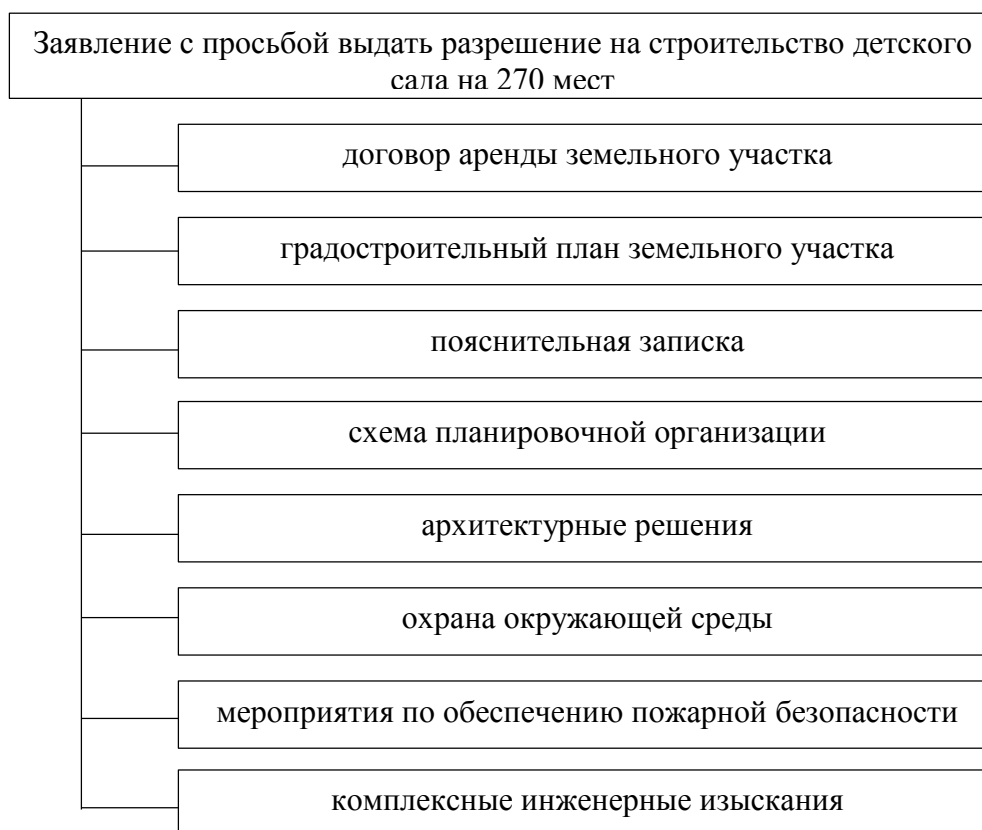 Заявление с просьбой выдать разрешение на строительство детского
сада на 270 мест
договор аренды земельного участка
градостроительный план земельного участка
пояснительная записка
схема планировочной организации
архитектурные решения
охрана окружающей среды
мероприятия по обеспечению пожарной безопасности
комплексные инженерные изыскания